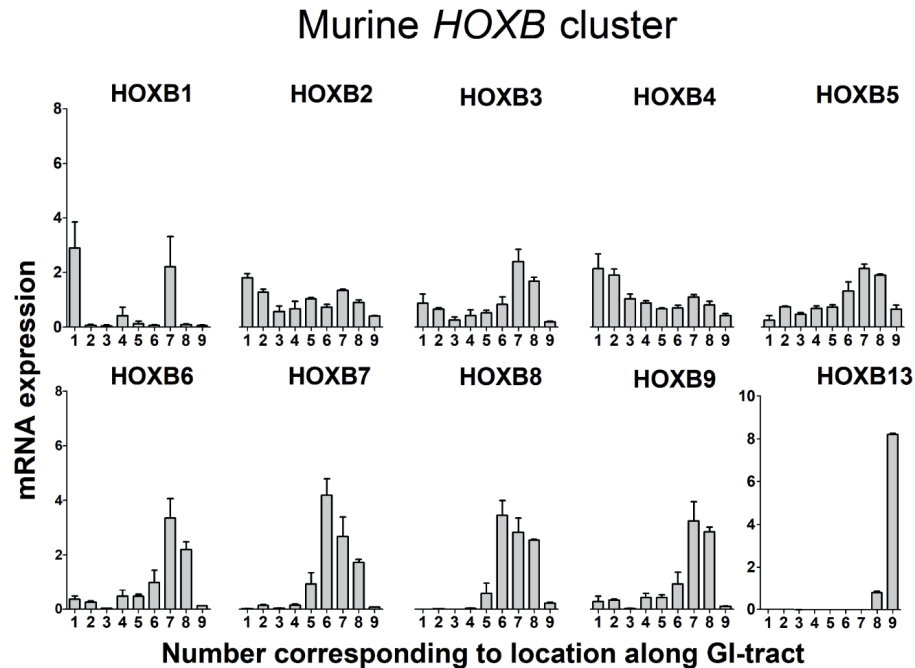 Murine HOXB cluster
HOXB1 HOXB2 HOXB3 HOXB4 HOXB5
8
6
4
2
0
1 2 3 4 5 6 7 8 9 1 2 3 4 5 6 7 8 9 1 2 3 4 5 6 7 8 9 1 2 3 4 5 6 7 8 9 1 2 3 4 5 6 7 8 9
mRNA expression
HOXB6 HOXB7 HOXB8 HOXB9 HOXB13
8
6
4
2
0
10
8
6
4
2
0
1 2 3 4 5 6 7 8 9 1 2 3 4 5 6 7 8 9 1 2 3 4 5 6 7 8 9 1 2 3 4 5 6 7 8 9 1 2 3 4 5 6 7 8 9
Number corresponding to location along GI-tract